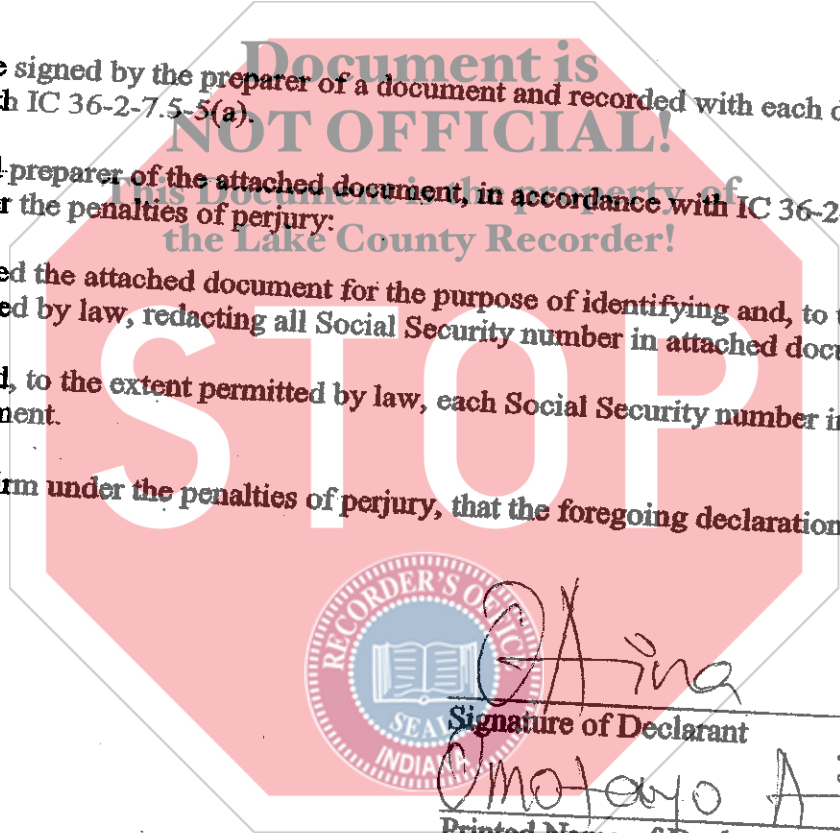 Document is
e signed by the preparer of a document and recorded with each d
h IC 36-2-7.5-5(a).
NOT OFFICIAL!
preparer of the attached document, in accordance with IC 36-2
This Document is the property of
r the penalties of perjury:
the Lake County Recorder!
ed the attached document for the purpose of identifying and, to
ed by law, redacting all Social Security number in attached docu
STOP
d, to the extent permitted by law, each Social Security number in
ment.
rm under the penalties of perjury, that the foregoing declaration
RECORDER'S OFFICE
SEAL
INDIANA
OAina
Signature of Declarant
Omotayo A
Printed Name of